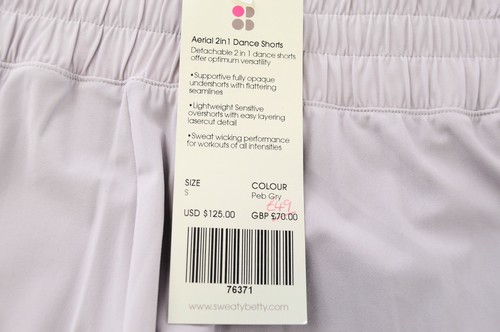 Aerial 2in1 Dance Shorts
Detachable 2 in 1 dance shorts
offer optimum versatility
•Supportive fully opaque
undershorts with flattering
seamlines
•Lightweight Sensitive
overshorts with easy layering
lasercut detail
•Sweat wicking performance
for workouts of all intensities
SIZE COLOUR
S Peb Gry
£49
USD $125.00 GBP £70.00
76371
www.sweatybetty.com